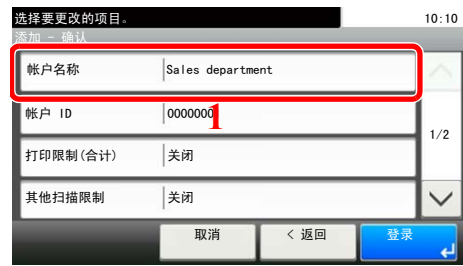 选择要更改的项目。
10:10
添加 - 确认
帐户名称 Sales department
帐户 ID 0000000
1
1/2
打印限制(合计) 关闭
其他扫描限制 关闭
取消 < 返回 登录